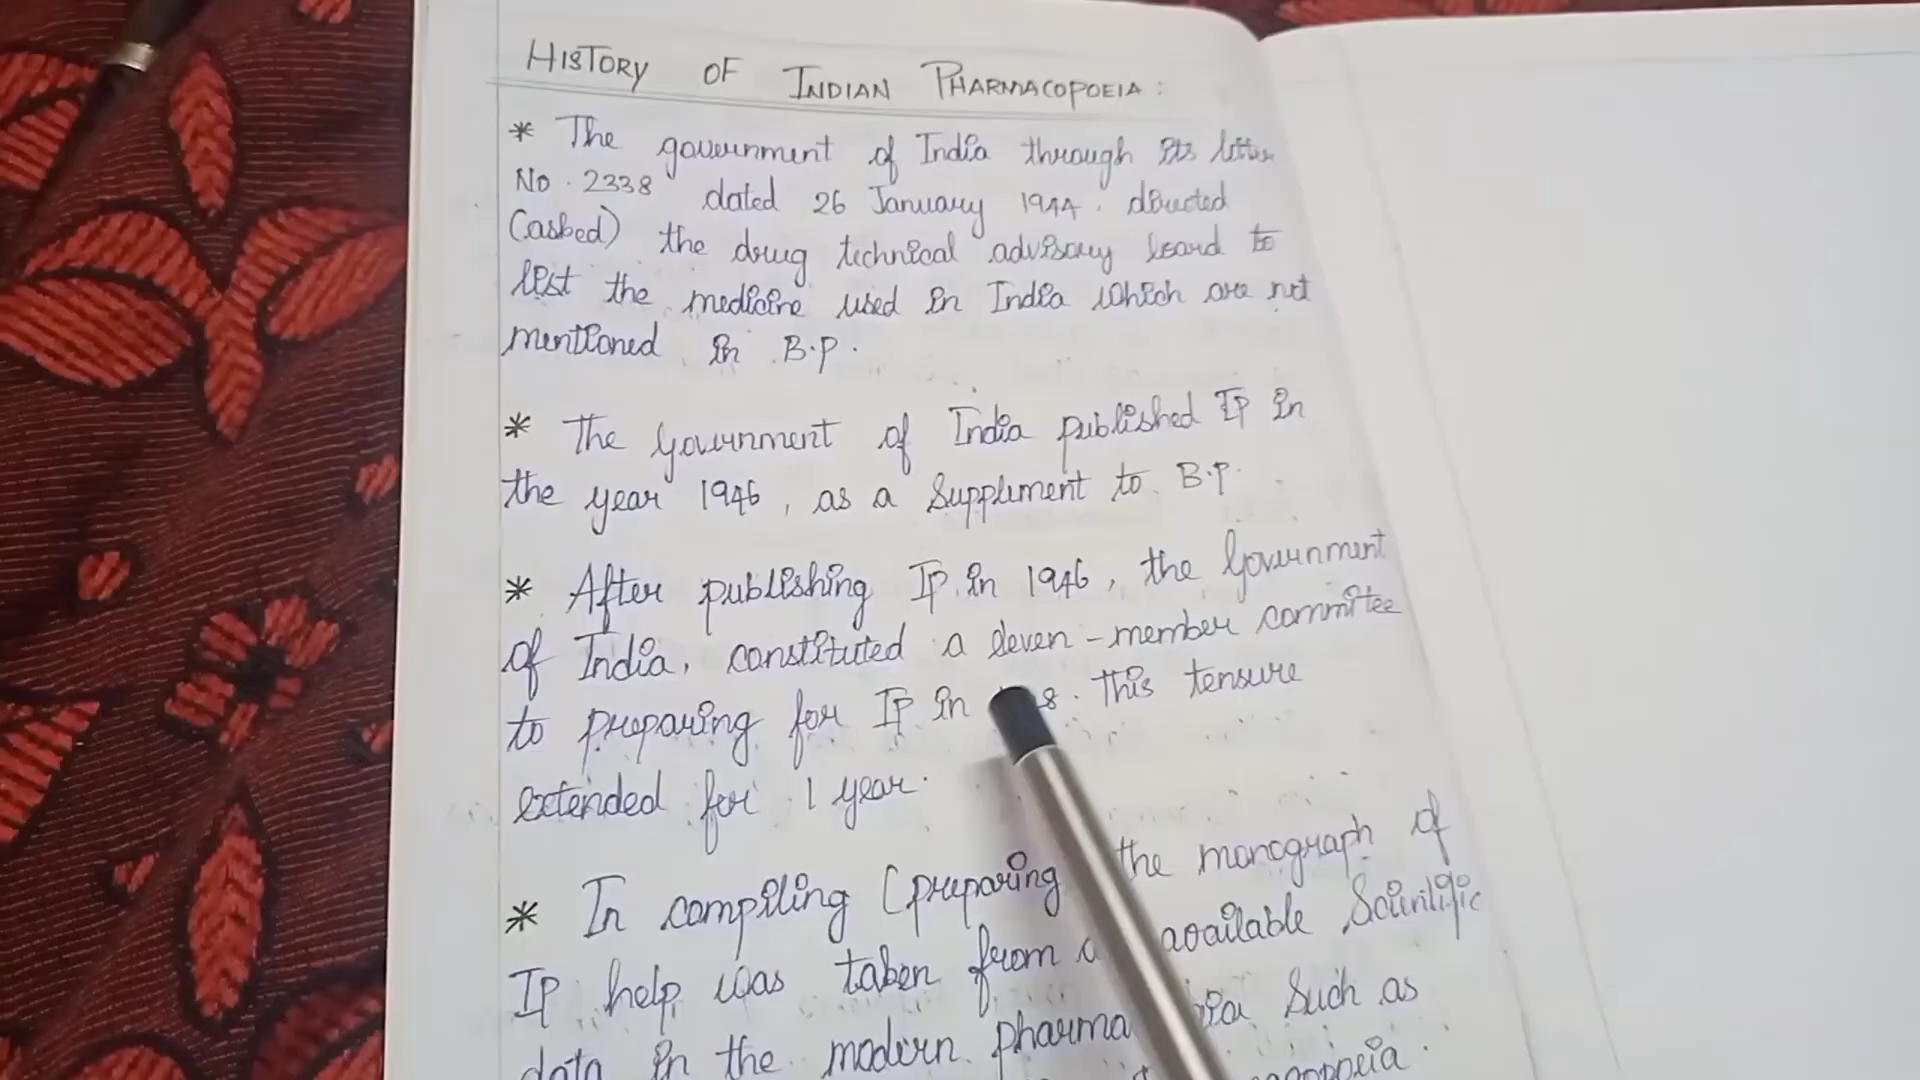 HISTORY OF INDIAN PHARMACOPOEIA:
* The government of India through its letter
No. 2338 dated 26 January 1944. directed
(asked) the drug technical advisory board to
list the medicine used in India which are not
mentioned in B.P.
* The Government of India published IP in
the year 1946, as a Suppliment to B.P.
* After publishing IP in 1946, the Government
of India, constituted a eleven-member committee
to preparing for IP in This tensure
extended for 1 year.
* In compiling (preparing the monograph of
IP help was taken from available Scientific
data in the modern such as